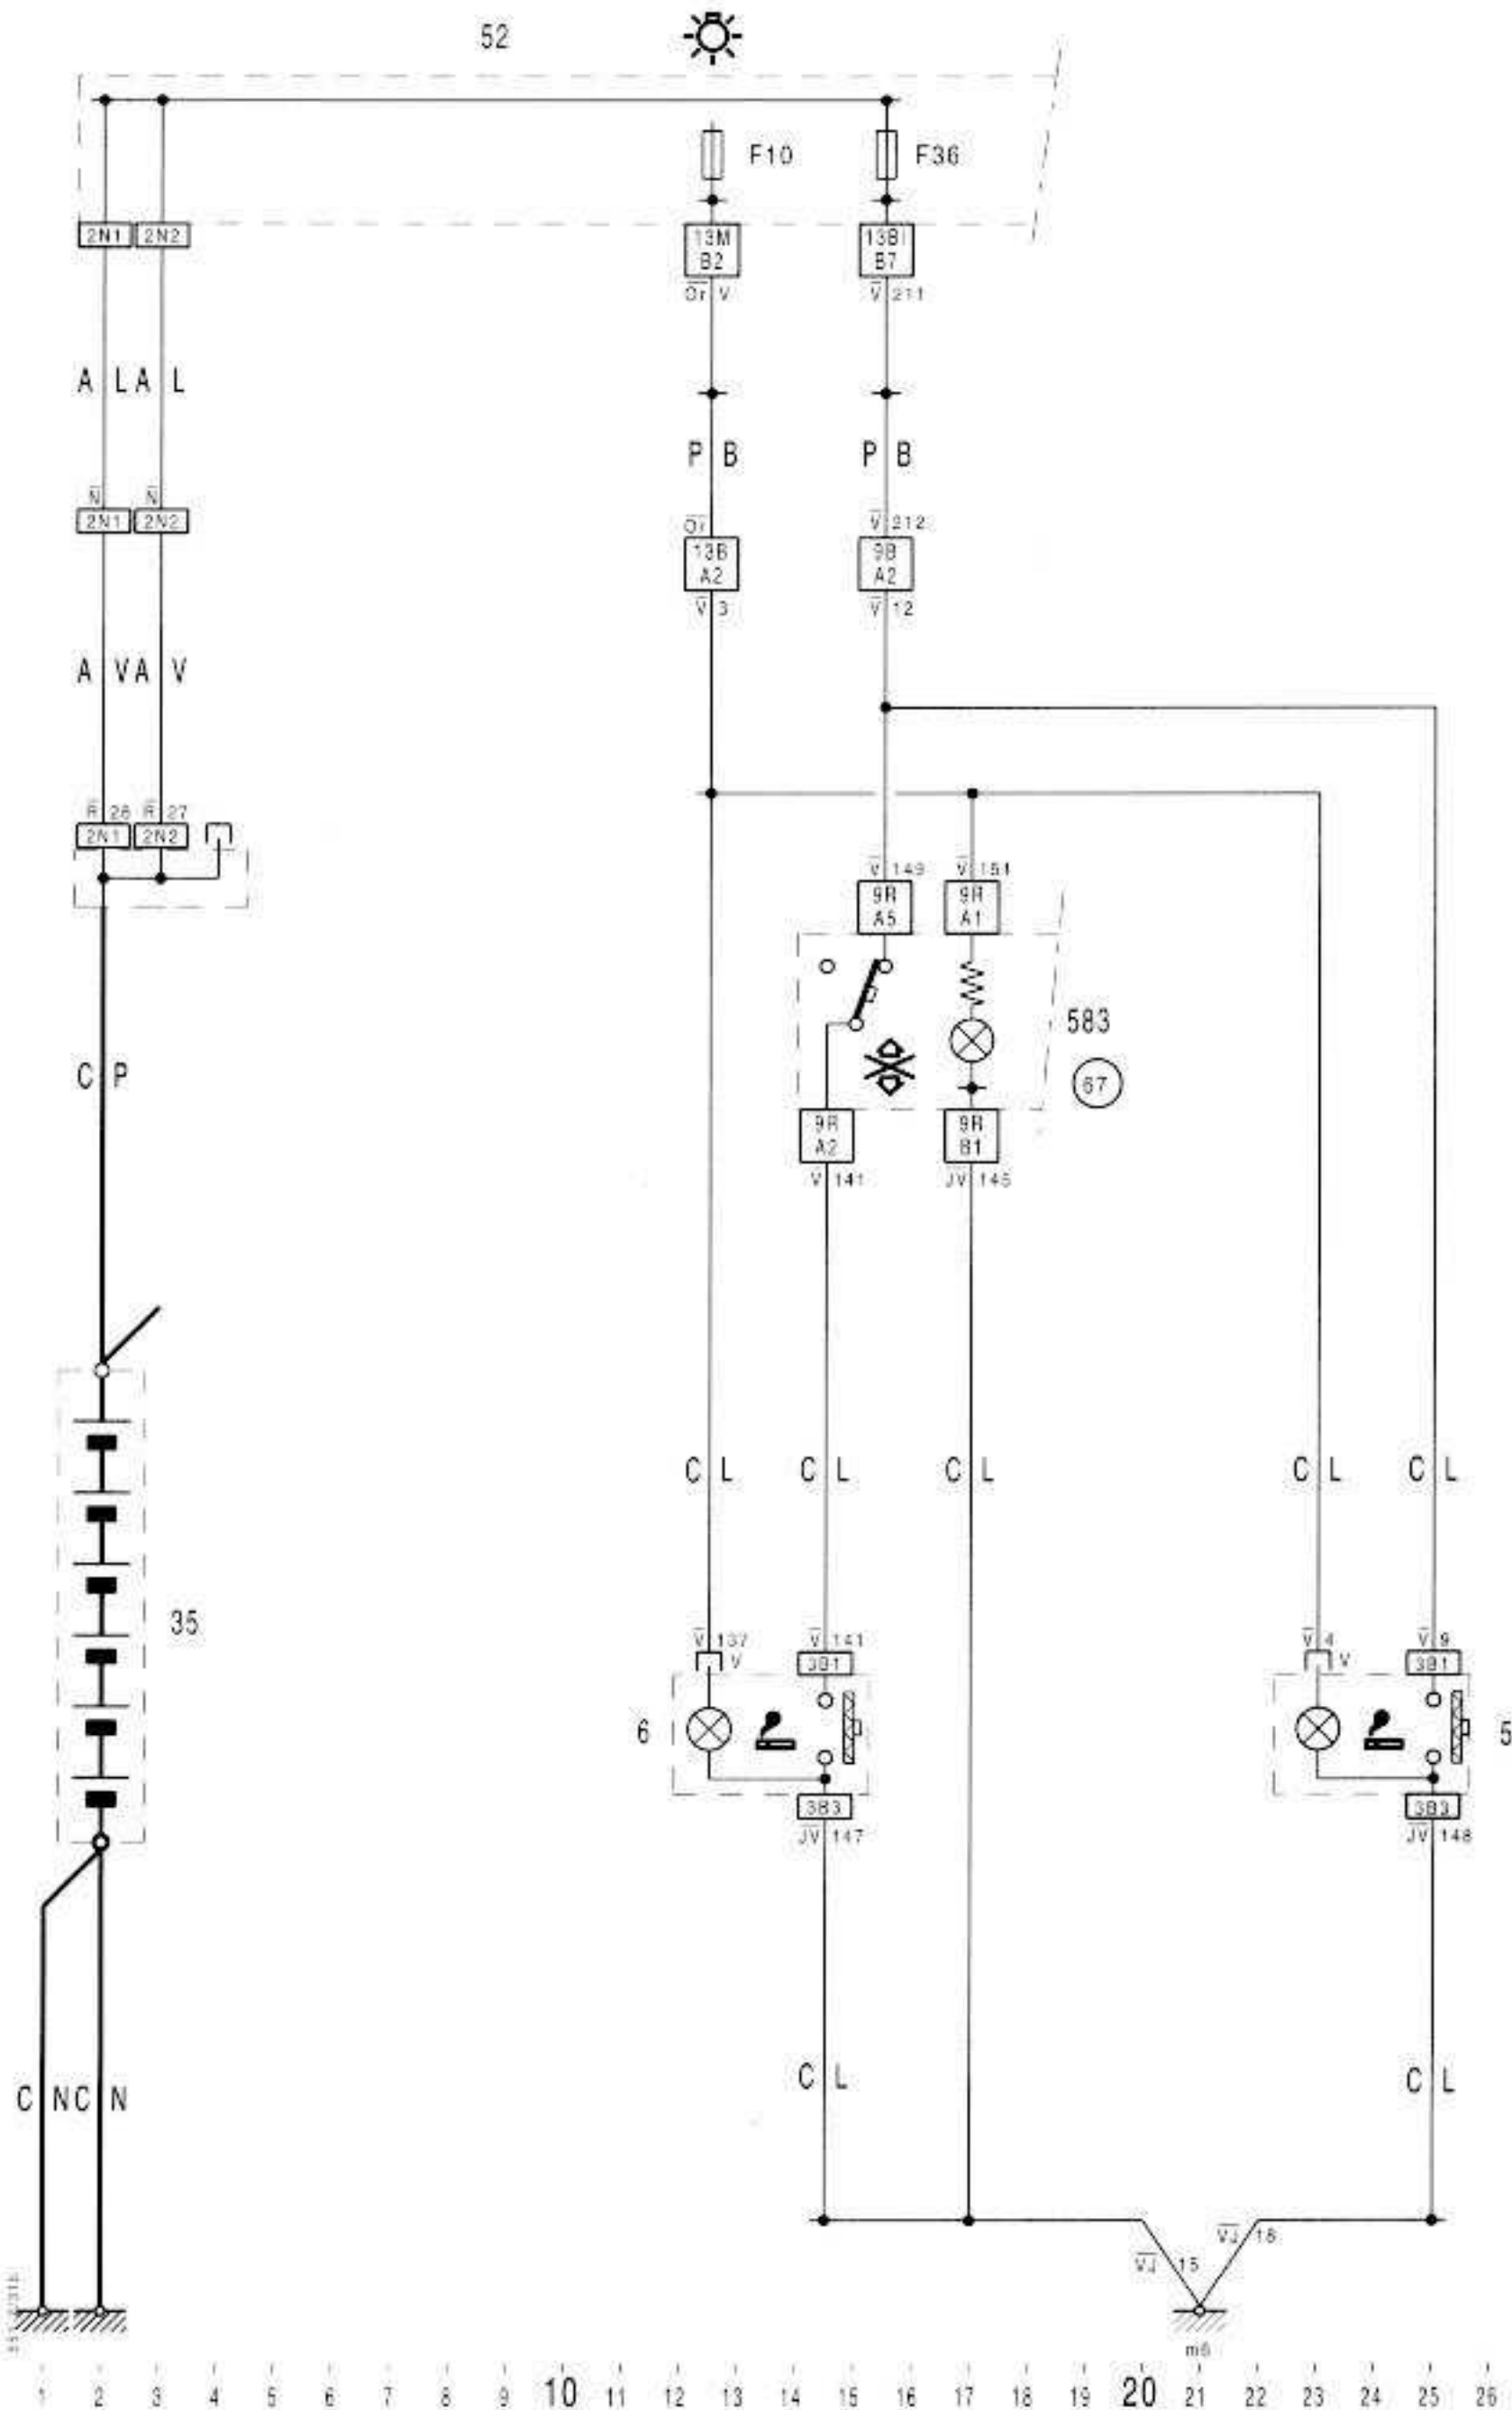 52
F10 F36
2N1 2N2 13M 13BI
B2 B7
Or V V 211
A L A L
P B P B
N N
2N1 2N2
Or V 212
13B 9B
A2 A2
V 3 V 12
A V A V
R 26 R 27
2N1 2N2
V 149 V 151
9R 9R
A5 A1
583
C P
67
9R 9R
A2 B1
V 141 JV 145
C L C L C L C L C L
35
V 137 V 141 V 4 V 9
V 3B1 V 3B1
6 5
3B3 3B3
JV 147 JV 148
C N C N C L C L
VJ 15 VJ 16
m6
1 2 3 4 5 6 7 8 9 10 11 12 13 14 15 16 17 18 19 20 21 22 23 24 25 26